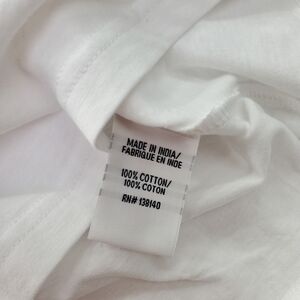 MADE IN INDIA/
FABRIQUE EN INDE
100% COTTON/
100% COTON
RN# 138140